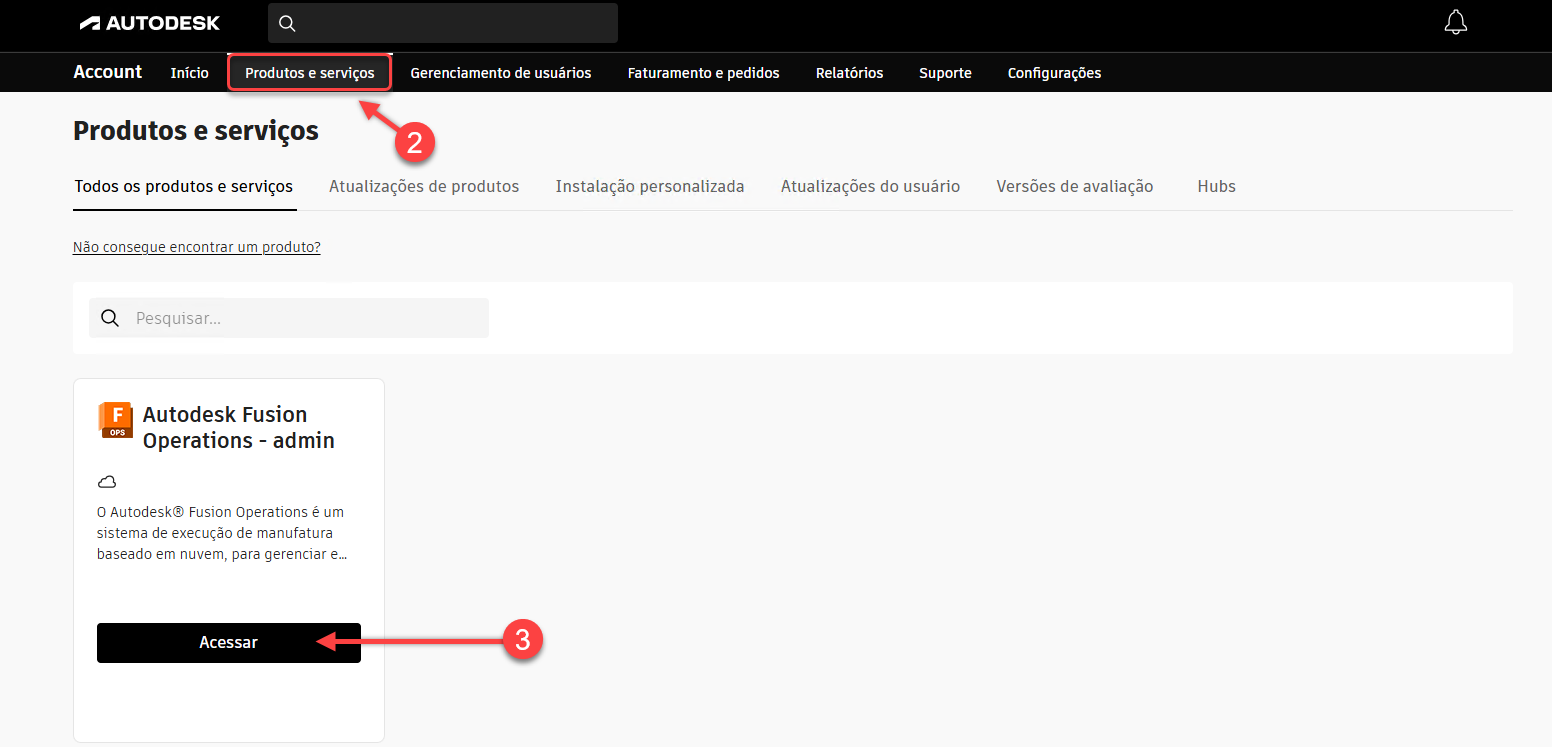 AUTODESK
Account Início Produtos e serviços Gerenciamento de usuários Faturamento e pedidos Relatórios Suporte Configurações
2
Produtos e serviços
Todos os produtos e serviços Atualizações de produtos Instalação personalizada Atualizações do usuário Versões de avaliação Hubs
Não consegue encontrar um produto?
Pesquisar...
F
OPS
Autodesk Fusion
Operations - admin
O Autodesk® Fusion Operations é um
sistema de execução de manufatura
baseado em nuvem, para gerenciar e...
Acessar
3